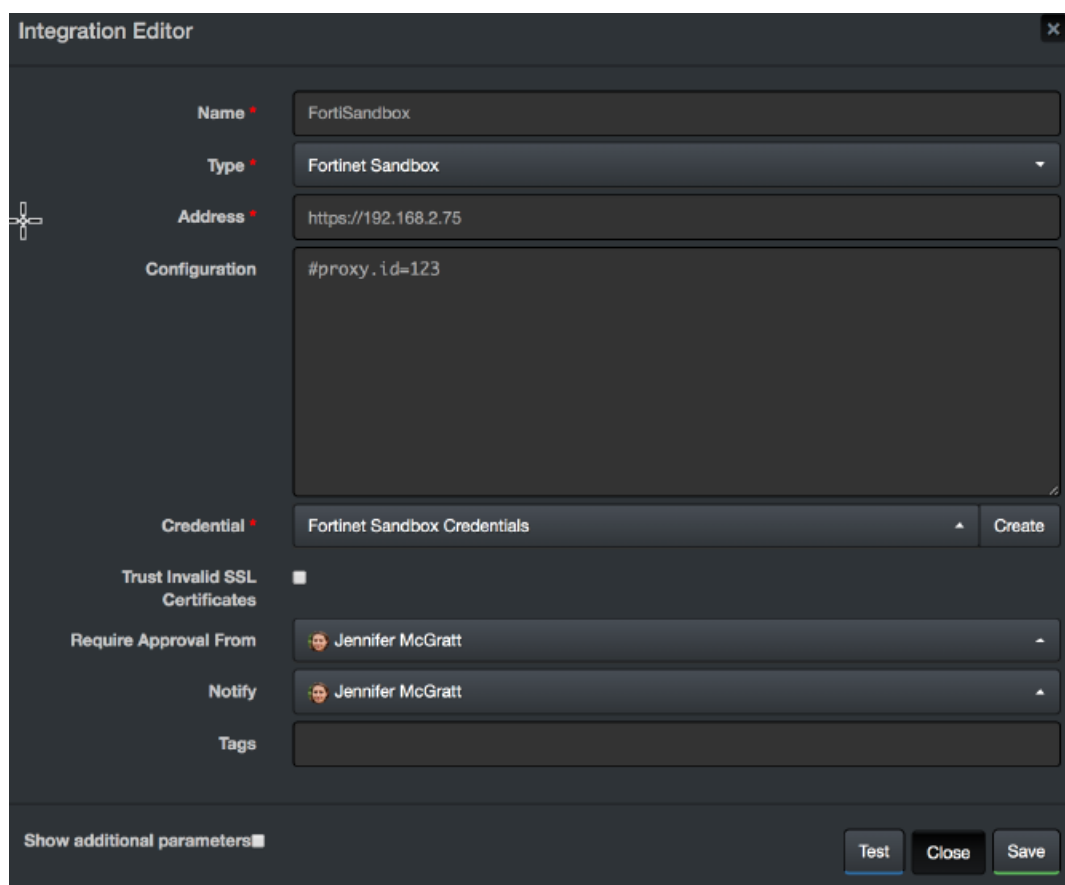 Integration Editor
Name *
FortiSandbox
Type *
Fortinet Sandbox
Address *
https://192.168.2.75
Configuration
#proxy.id=123
Credential *
Fortinet Sandbox Credentials
Create
Trust Invalid SSL
Certificates
Require Approval From
Jennifer McGratt
Notify
Jennifer McGratt
Tags
Show additional parameters
Test
Close
Save